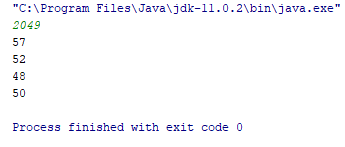 "C:\Program Files\Java\jdk-11.0.2\bin\java.exe"
2049
57
52
48
50
Process finished with exit code 0